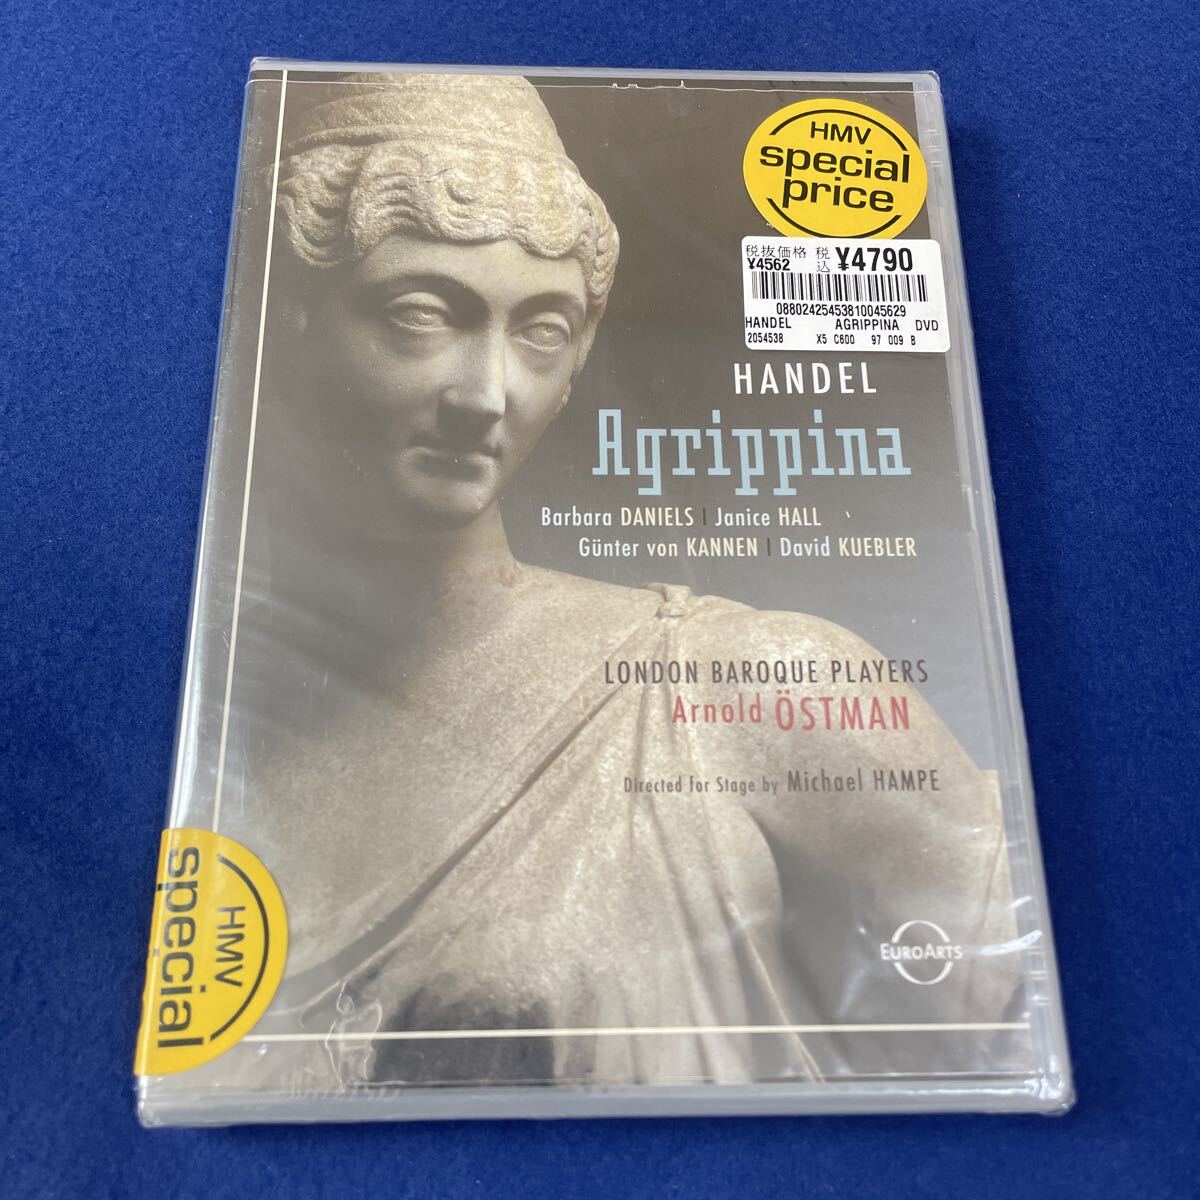 HMV
special
price
税抜価格 税込 ¥4790
¥4562
08802425453810045629
HANDEL AGRIPPINA DVD
2054538 X5 C600 97 009 B
HANDEL
Agrippina
Barbara DANIELS | Janice HALL
Günter von KANNEN | David KUEBLER
LONDON BAROQUE PLAYERS
Arnold ÖSTMAN
Directed for Stage by Michael HAMPE
EUROARTS
HMV
special